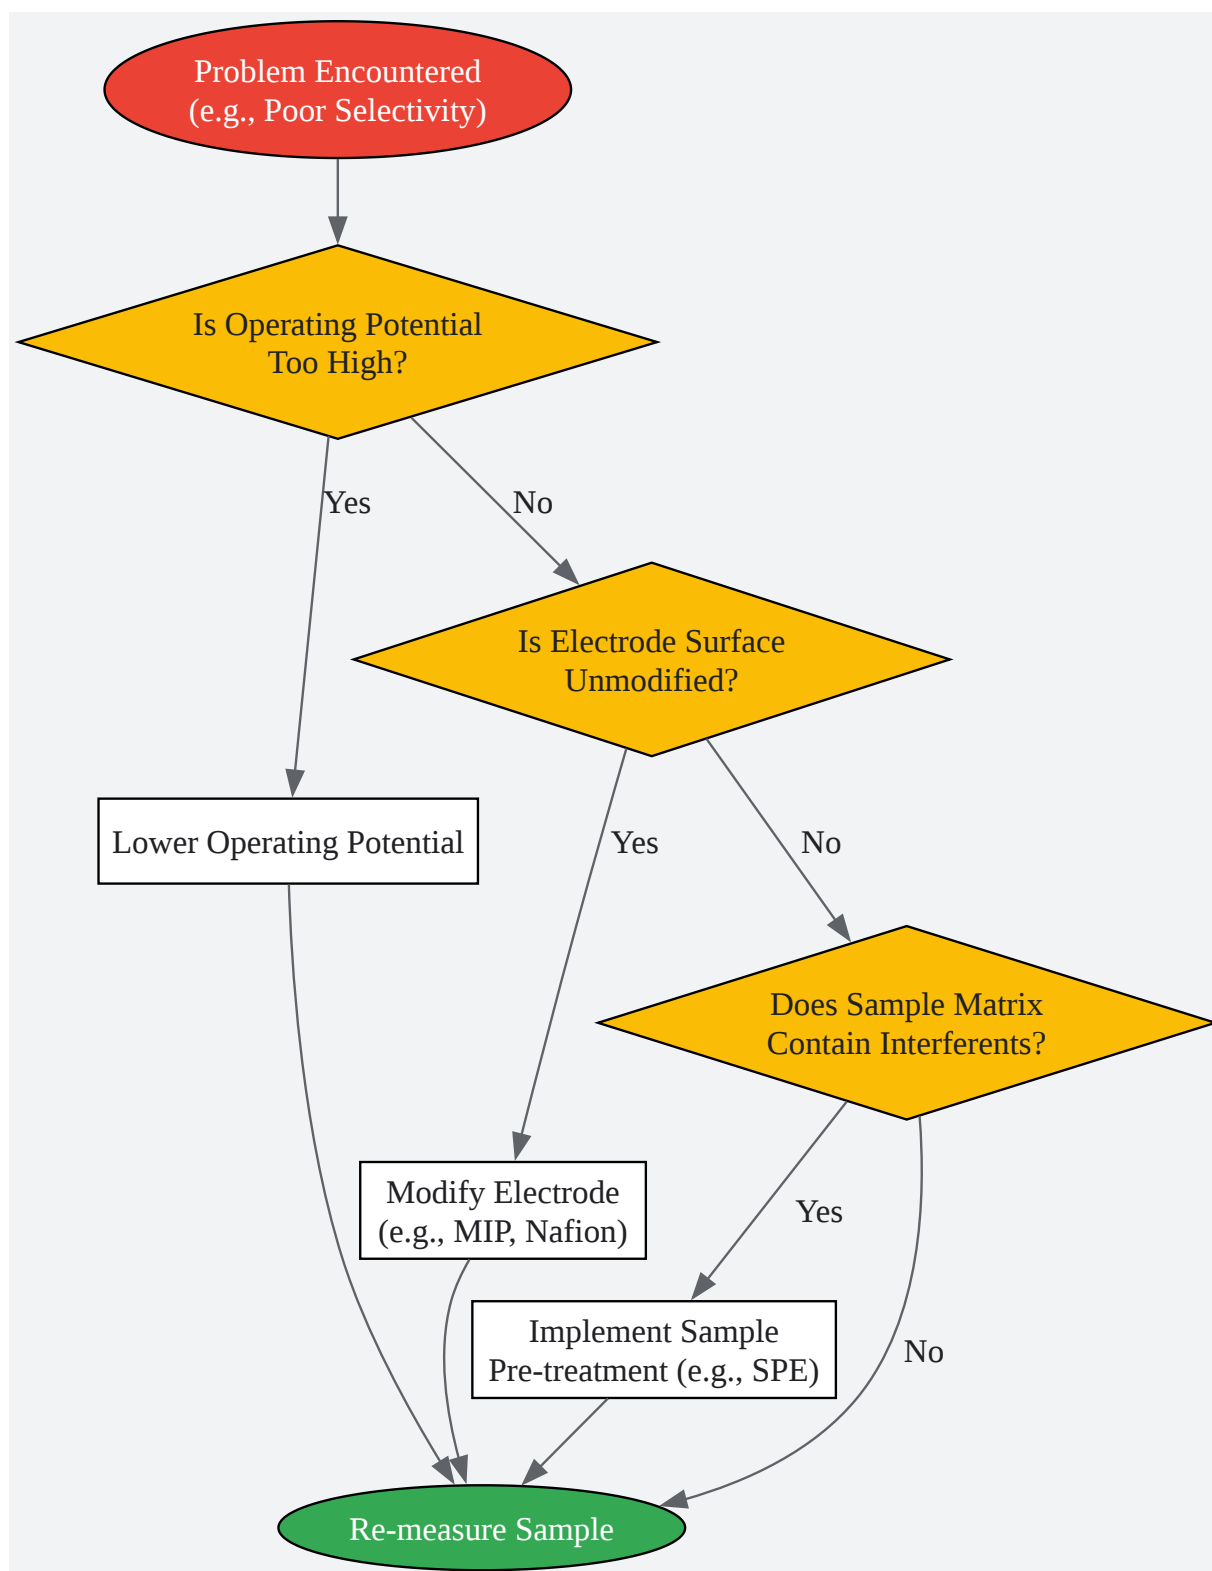 Problem Encountered
(e.g., Poor Selectivity)
Is Operating Potential
Too High?
Yes
No
Is Electrode Surface
Unmodified?
Lower Operating Potential
Yes
No
Does Sample Matrix
Contain Interferents?
Modify Electrode
(e.g., MIP, Nafion)
Yes
Implement Sample
Pre-treatment (e.g., SPE)
No
Re-measure Sample